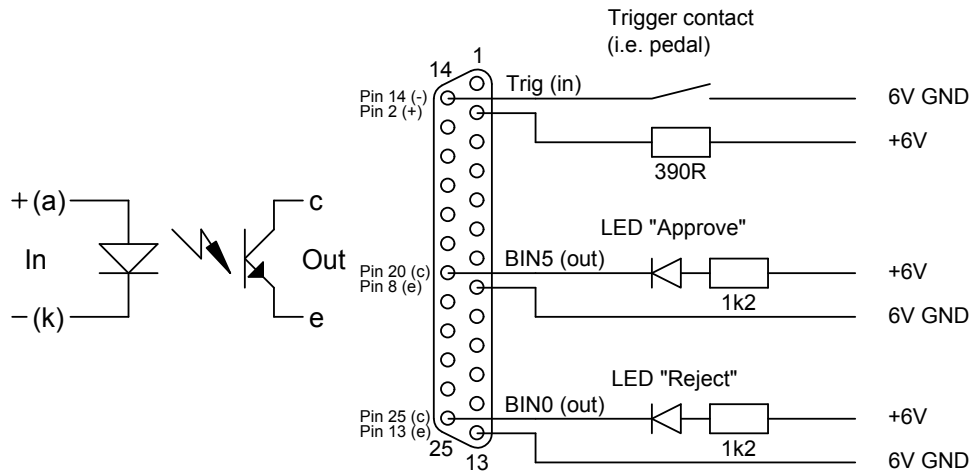 Trigger contact
(i.e. pedal)
1
14
Trig (in)
Pin 14 (-)
6V GND
Pin 2 (+)
+6V
390R
+ (a)
c
In
Out
− (k)
e
LED "Approve"
BIN5 (out)
Pin 20 (c)
+6V
Pin 8 (e)
1k2
6V GND
LED "Reject"
BIN0 (out)
Pin 25 (c)
+6V
Pin 13 (e)
1k2
25
13
6V GND